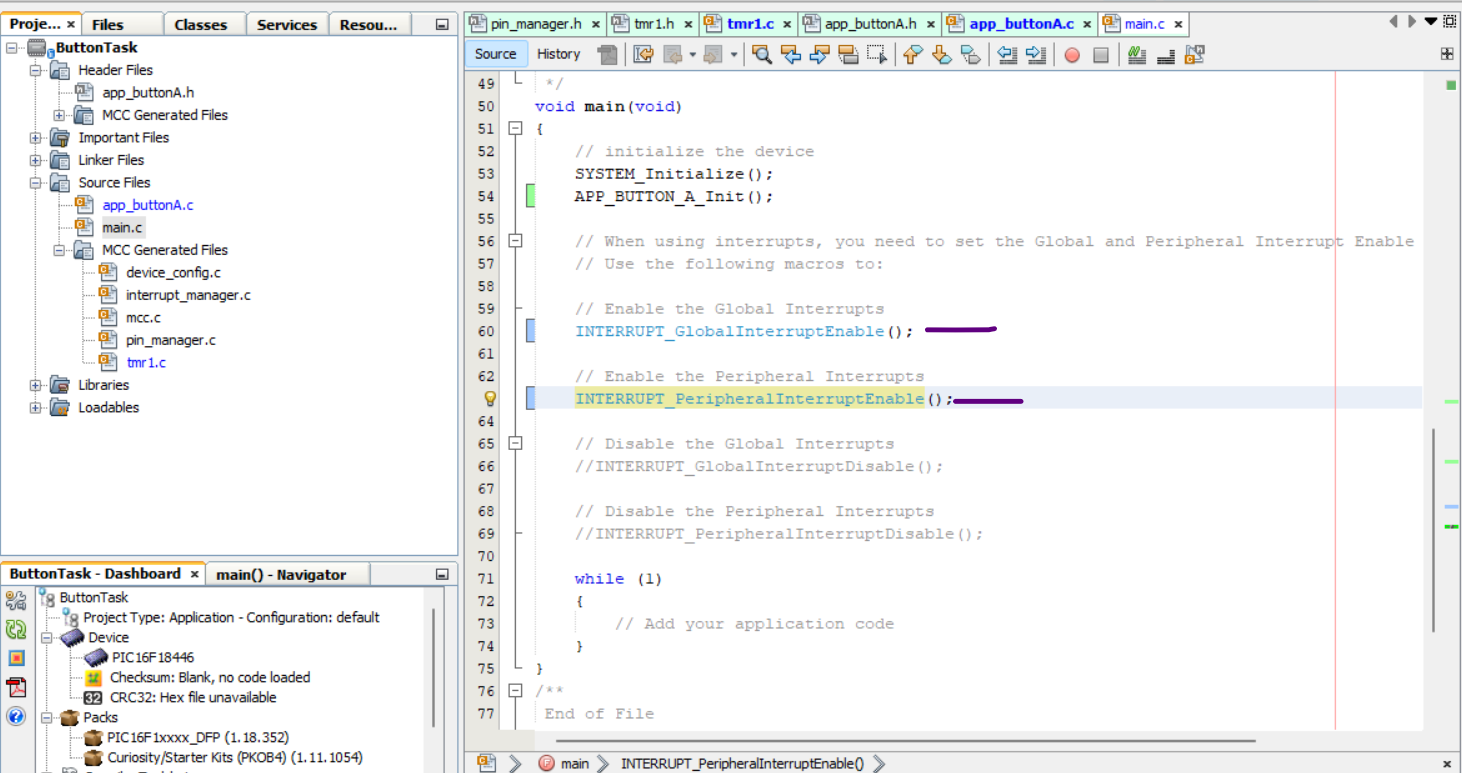 Proje... × Files Classes Services Resou...
ButtonTask
Header Files
app_buttonA.h
MCC Generated Files
Important Files
Linker Files
Source Files
app_buttonA.c
main.c
MCC Generated Files
device_config.c
interrupt_manager.c
mcc.c
pin_manager.c
tmr1.c
Libraries
Loadables
ButtonTask - Dashboard × main() - Navigator
ButtonTask
Project Type: Application - Configuration: default
Device
PIC16F18446
Checksum: Blank, no code loaded
32 CRC32: Hex file unavailable
Packs
PIC16F1xxxx_DFP (1.18.352)
Curiosity/Starter Kits (PKOB4) (1.11.1054)
pin_manager.h × tmr1.h × tmr1.c × app_buttonA.h × app_buttonA.c × main.c ×
Source History
49 */
50 void main(void)
51 {
52 // initialize the device
53 SYSTEM_Initialize();
54 APP_BUTTON_A_Init();
55
56 // When using interrupts, you need to set the Global and Peripheral Interrupt Enable
57 // Use the following macros to:
58
59 // Enable the Global Interrupts
60 INTERRUPT_GlobalInterruptEnable();
61
62 // Enable the Peripheral Interrupts
INTERRUPT_PeripheralInterruptEnable();
64
65 // Disable the Global Interrupts
66 //INTERRUPT_GlobalInterruptDisable();
67
68 // Disable the Peripheral Interrupts
69 //INTERRUPT_PeripheralInterruptDisable();
70
71 while (1)
72 {
73 // Add your application code
74 }
75 }
76 /**
77 End of File
main INTERRUPT_PeripheralInterruptEnable() ×